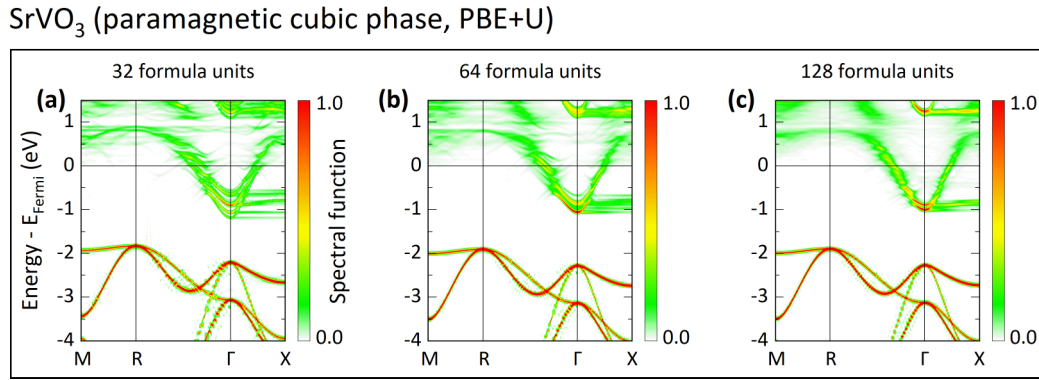 SrVO₃ (paramagnetic cubic phase, PBE+U)
32 formula units
64 formula units
128 formula units
(a)
(b)
(c)
Energy - E_Fermi (eV)
1
0
-1
-2
-3
-4
M R Γ X
1.0
Spectral function
0.0
1
0
-1
-2
-3
-4
M R Γ X
1.0
0.0
1
0
-1
-2
-3
-4
M R Γ X
1.0
0.0